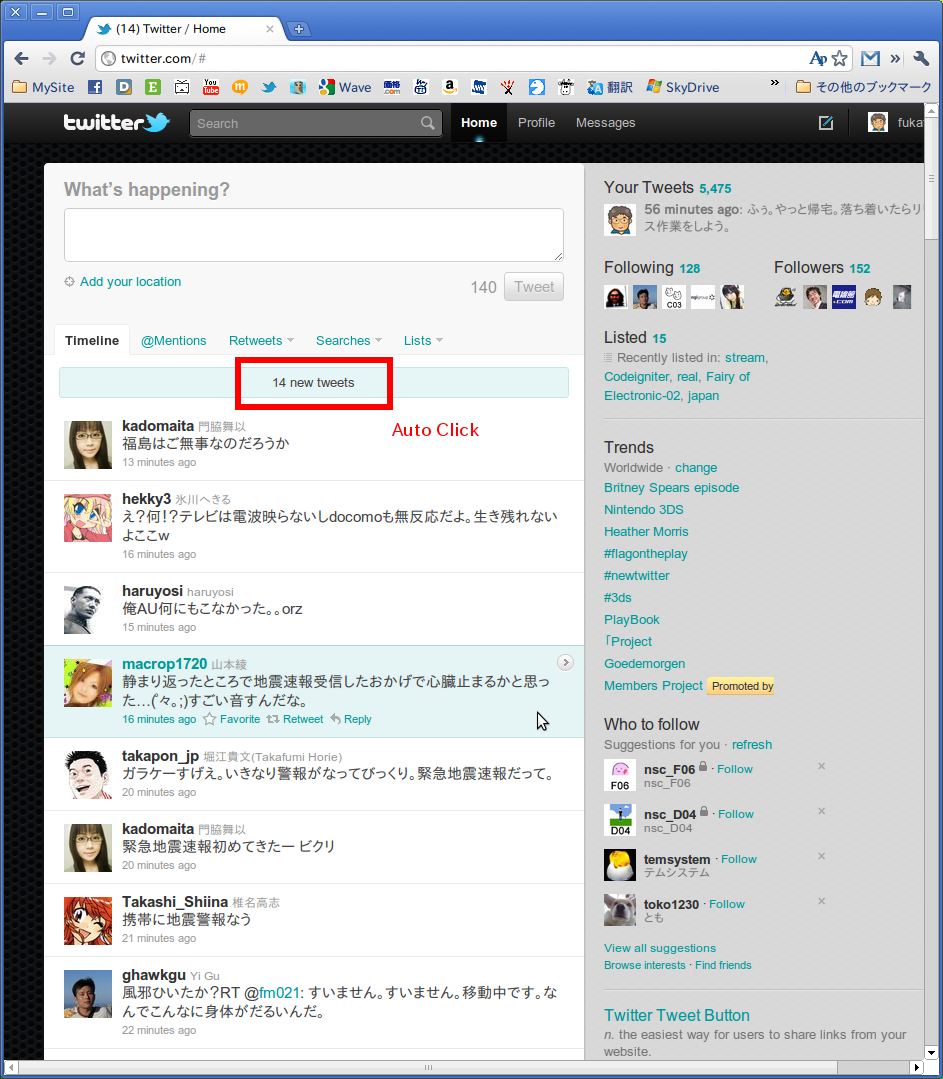 (14) Twitter / Home
twitter.com/#
MySite
Wave
翻訳
SkyDrive
»
その他のブックマーク
twitter
Search
Home
Profile
Messages
fuka
What's happening?
Add your location
140
Tweet
Timeline
@Mentions
Retweets
Searches
Lists
14 new tweets
Auto Click
kadomaita 門脇舞以
福島はご無事なのだろうか
13 minutes ago
hekky3 氷川へきる
え?何!?テレビは電波映らないしdocomoも無反応だよ。生き残れない
よここw
16 minutes ago
haruyosi haruyosi
俺AU何にもこなかった。。orz
15 minutes ago
macrop1720 山本綾
静まり返ったところで地震速報受信したおかげで心臓止まるかと思っ
た…(´々。;)すごい音すんだな。
16 minutes ago Favorite Retweet Reply
takapon_jp 堀江貴文(Takafumi Horie)
ガラケーすげえ。いきなり警報がなってびっくり。緊急地震速報だって。
20 minutes ago
kadomaita 門脇舞以
緊急地震速報初めてきたー ビクリ
20 minutes ago
Takashi_Shiina 椎名高志
携帯に地震警報なう
21 minutes ago
ghawkgu Yi Gu
風邪ひいたか?RT @fm021: すいません。すいません。移動中です。な
んでこんなに身体がだるいんだ。
22 minutes ago
Your Tweets 5,475
56 minutes ago: ふぅ。やっと帰宅。落ち着いたらリリ
ス作業をしよう。
Following 128
Followers 152
C03
Listed 15
Recently listed in: stream,
Codeigniter, real, Fairy of
Electronic-02, japan
Trends
Worldwide · change
Britney Spears episode
Nintendo 3DS
Heather Morris
#flagontheplay
#newtwitter
#3ds
PlayBook
「Project
Goedemorgen
Members Project Promoted by
Who to follow
Suggestions for you · refresh
F06
nsc_F06 · Follow
nsc_F06
D04
nsc_D04 · Follow
nsc_D04
temsystem · Follow
テムシステム
toko1230 · Follow
とも
View all suggestions
Browse interests · Find friends
Twitter Tweet Button
n. the easiest way for users to share links from your
website.